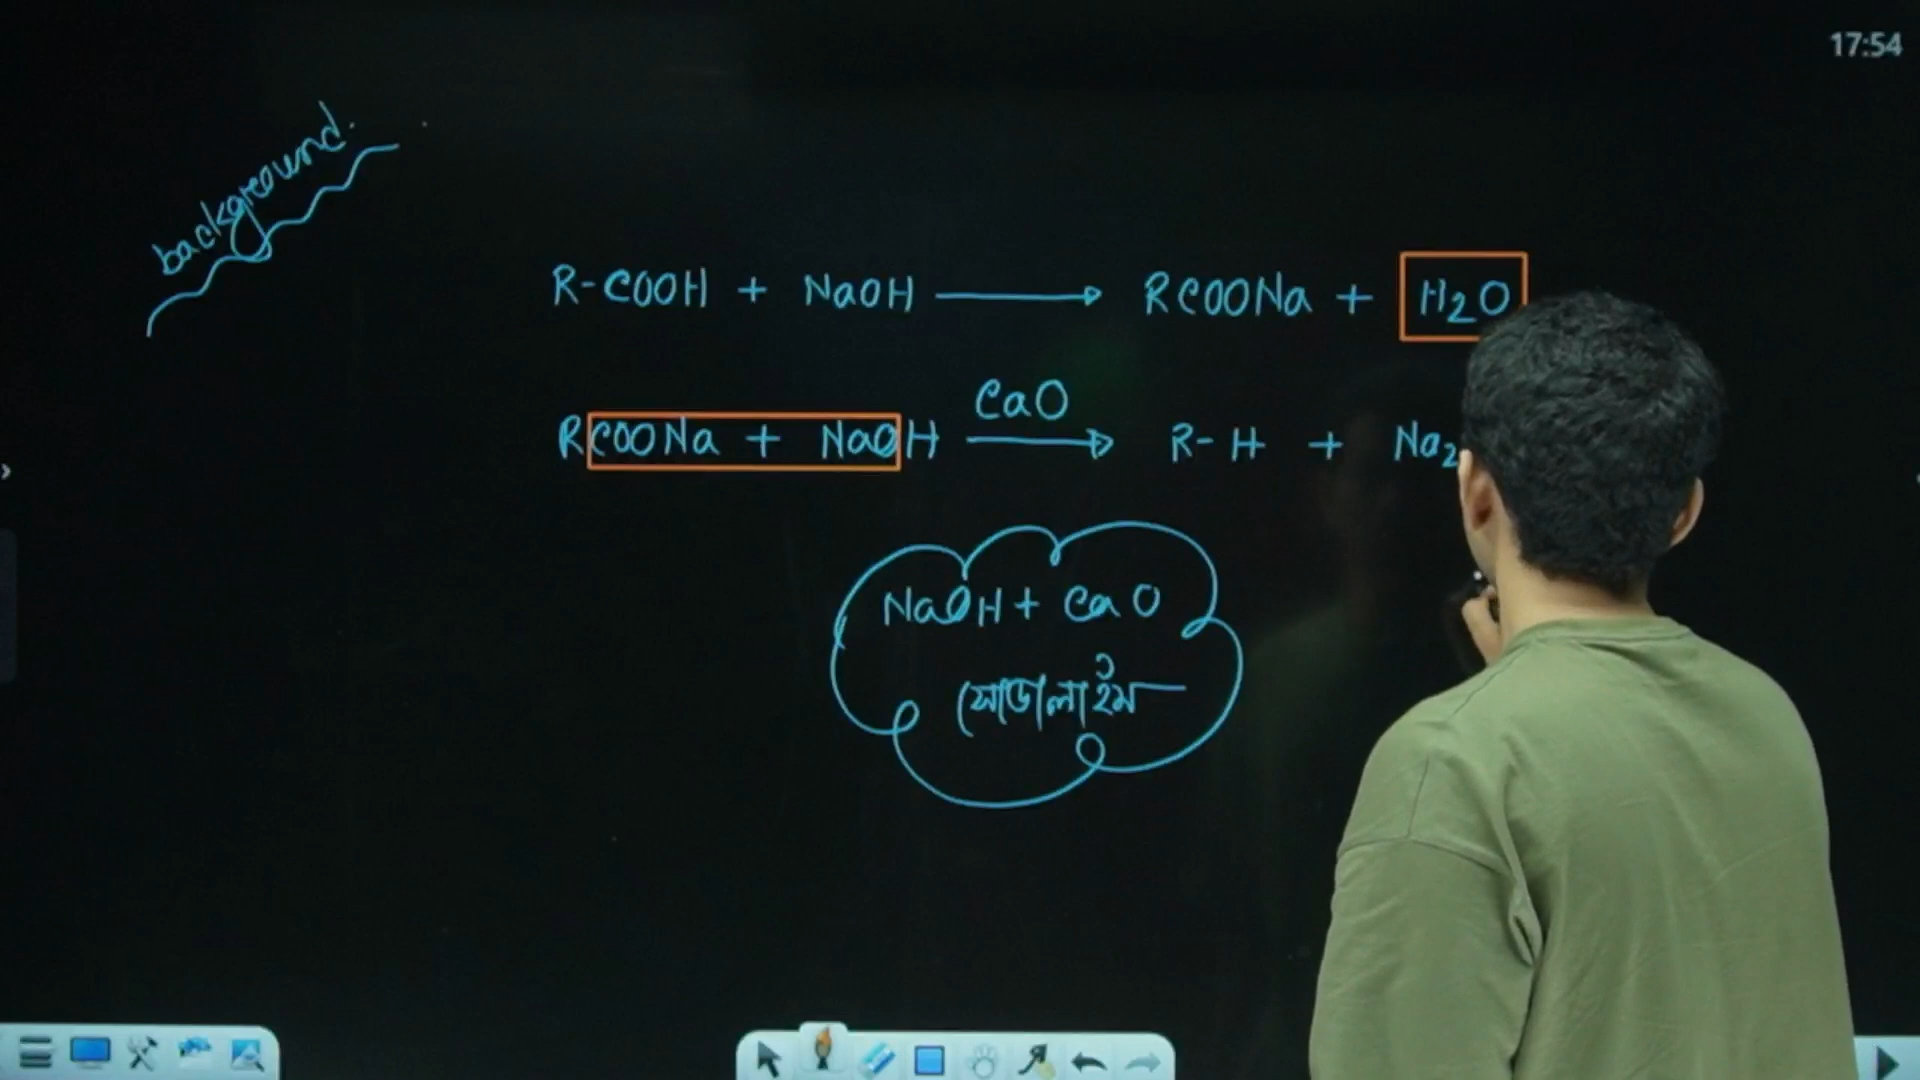 17:54
background.
R-COOH + NaOH → RCOONa + H₂O
CaO
RCOONa + NaOH → R-H + Na₂
NaOH + CaO
সোডালাইম